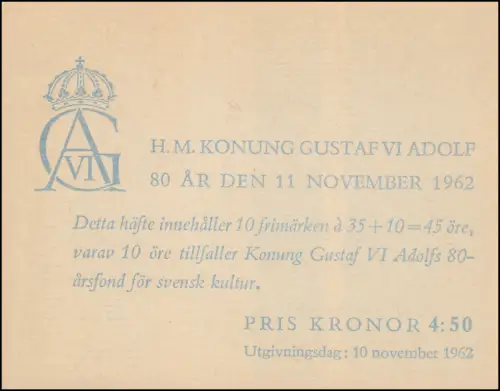 GA VI
H. M. KONUNG GUSTAF VI ADOLF
80 ÅR DEN 11 NOVEMBER 1962
Detta häfte innehåller 10 frimärken à 35 + 10 = 45 öre,
varav 10 öre tillfaller Konung Gustaf VI Adolfs 80-
årsfond för svensk kultur.
PRIS KRONOR 4:50
Utgivningsdag: 10 november 1962